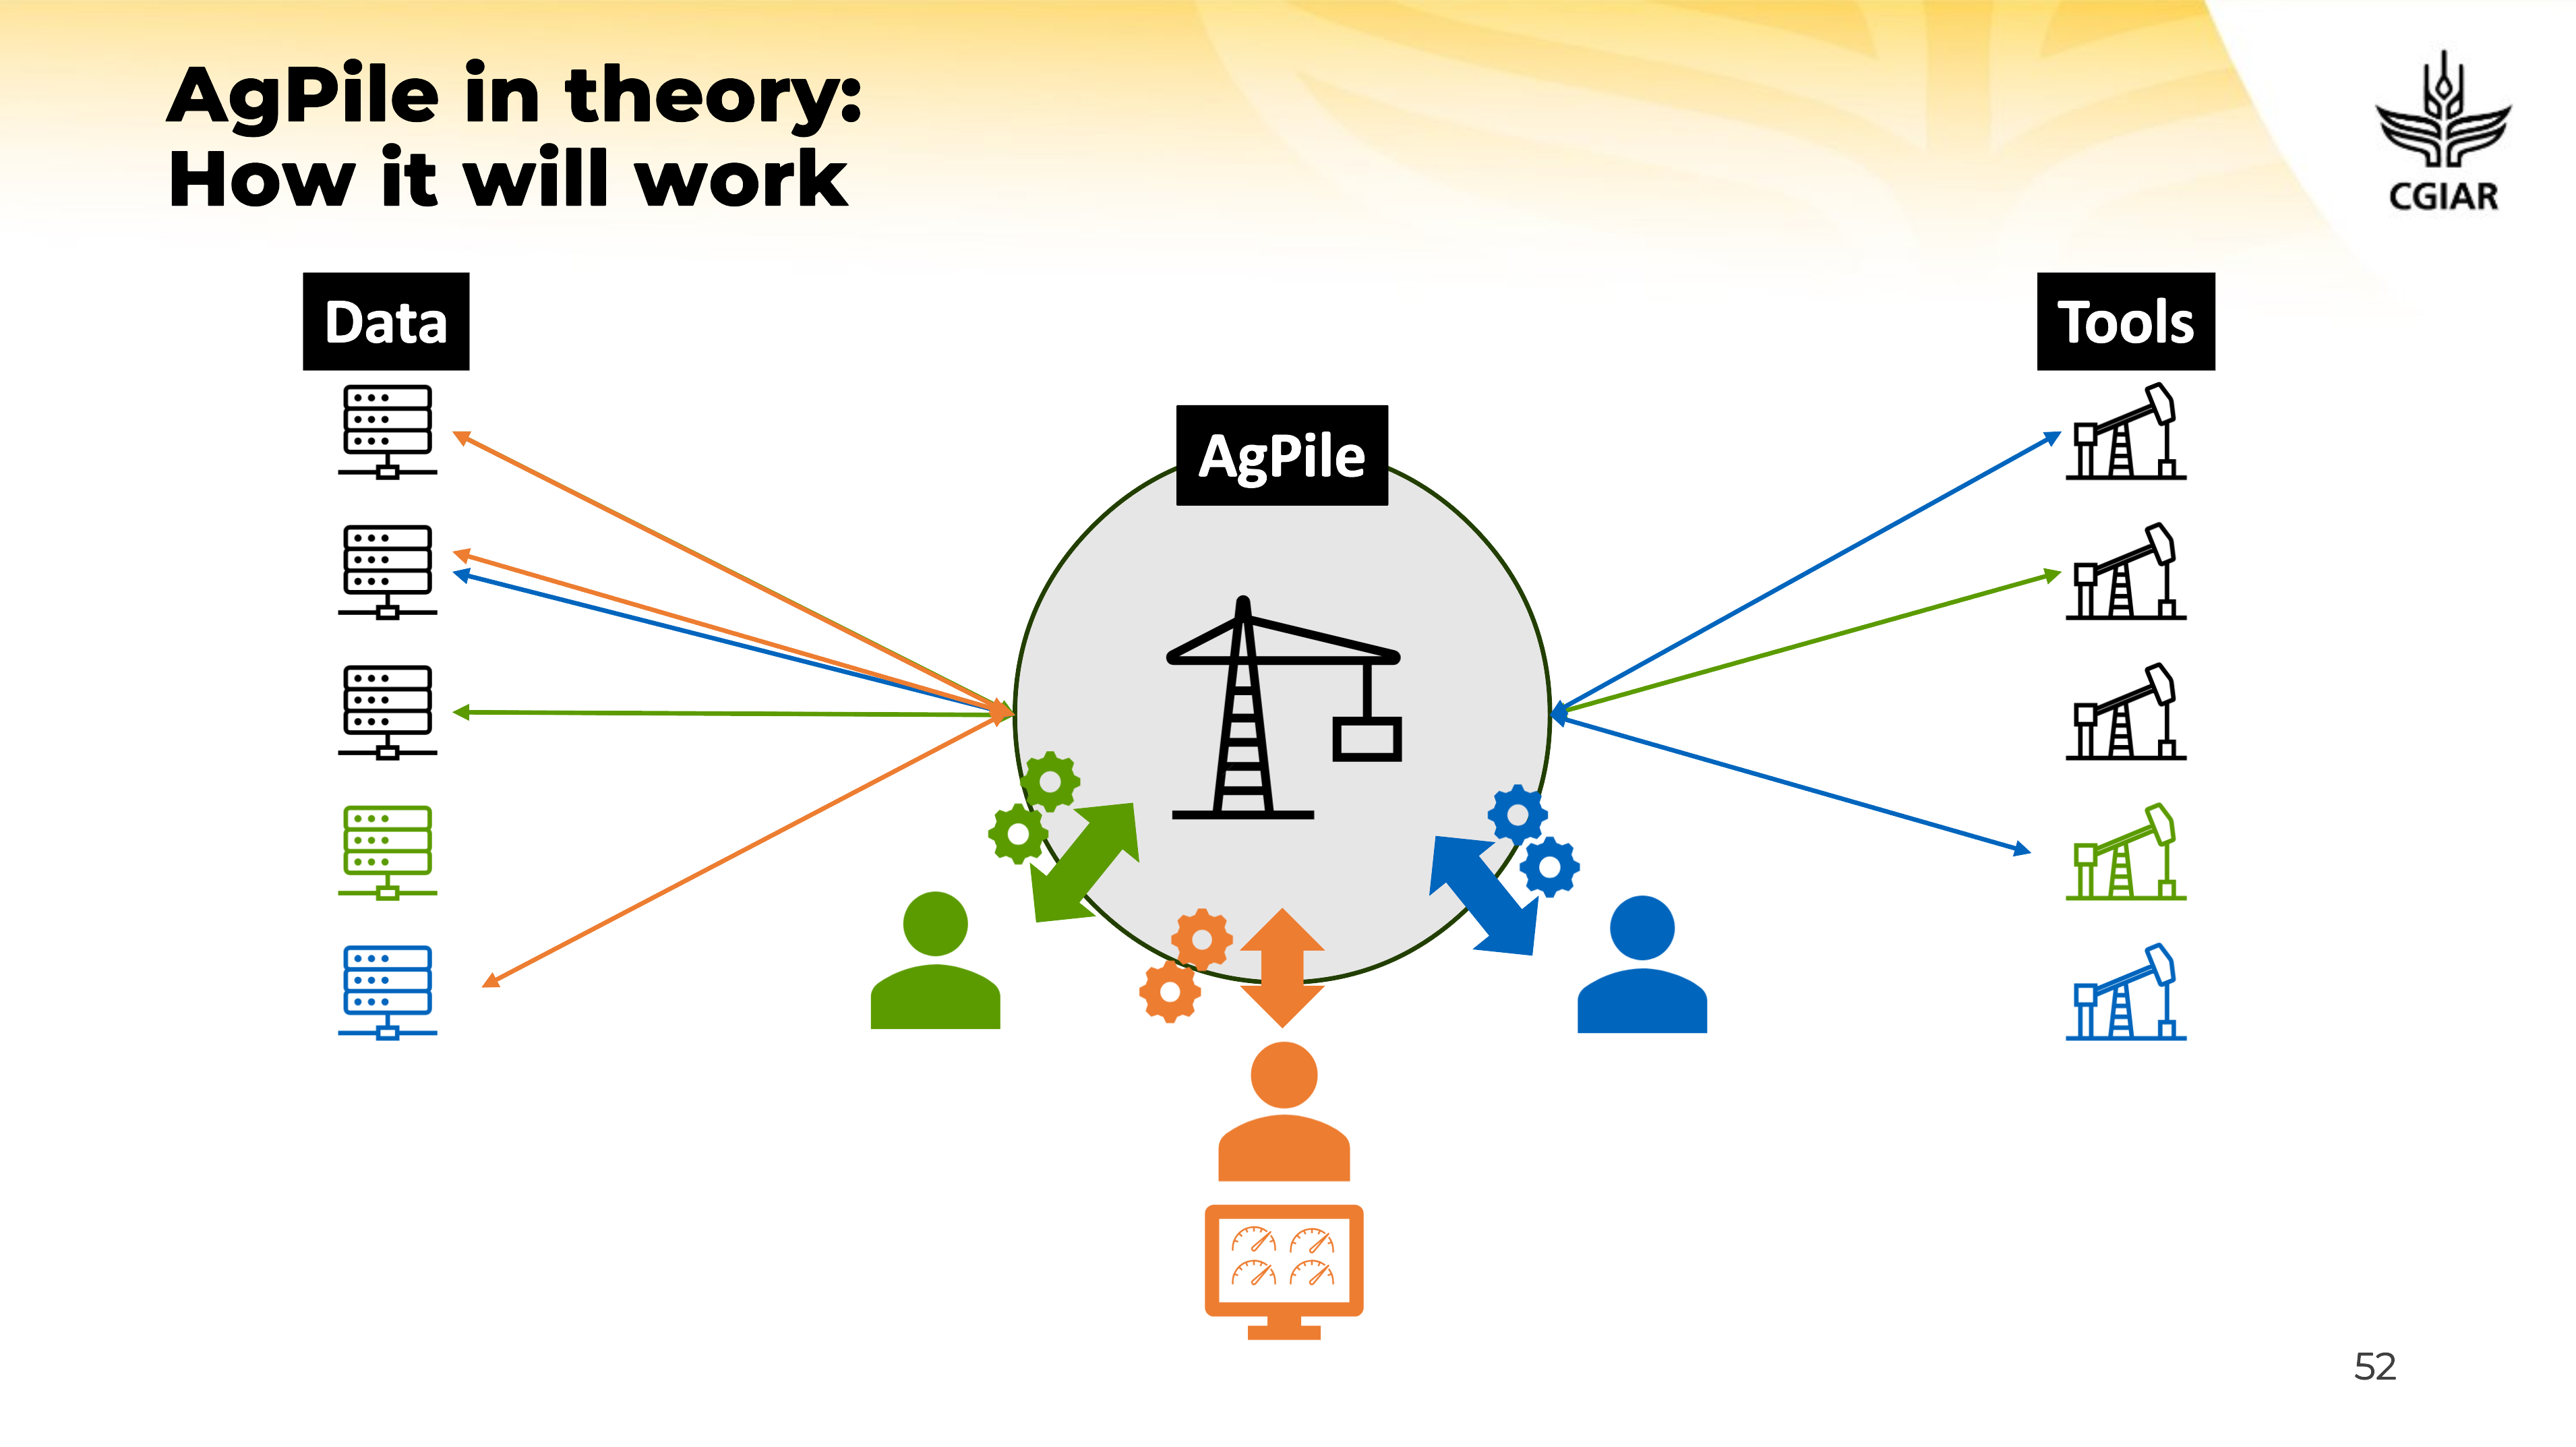 AgPile in theory:
How it will work
CGIAR
Data
Tools
AgPile
52